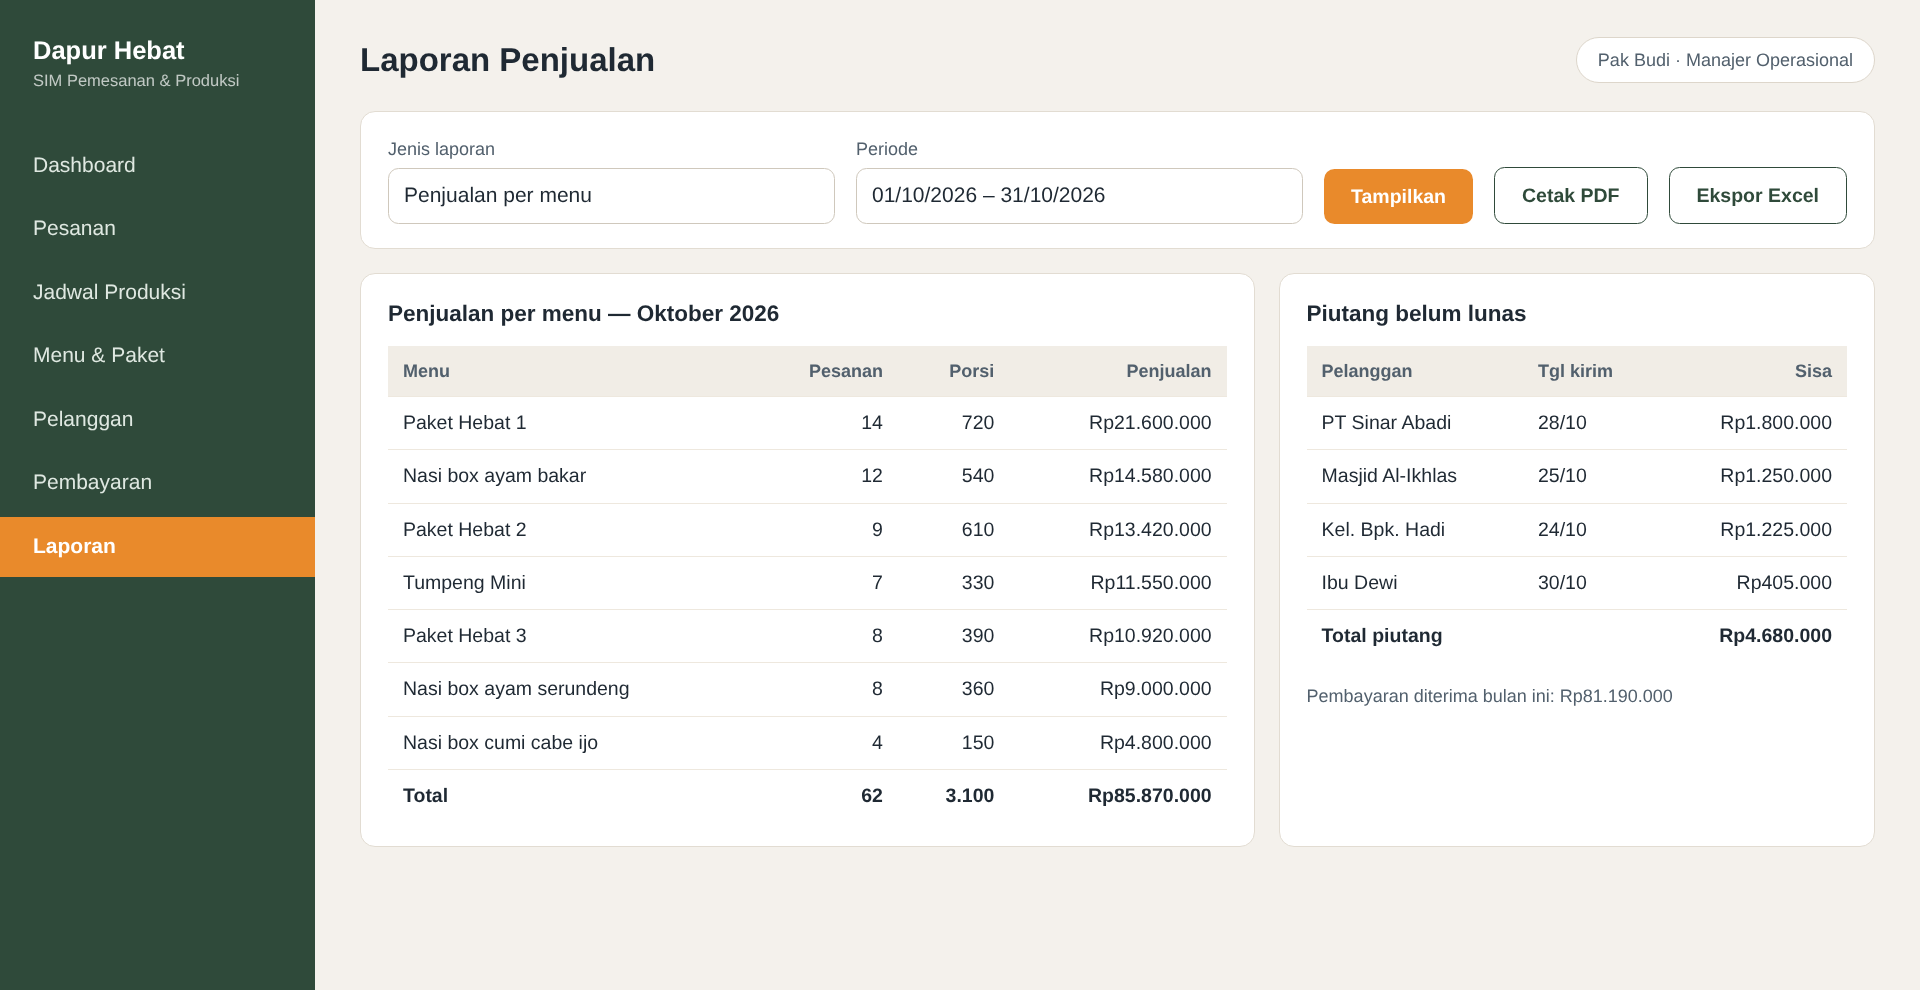 Dapur Hebat
SIM Pemesanan & Produksi
Dashboard
Pesanan
Jadwal Produksi
Menu & Paket
Pelanggan
Pembayaran
Laporan
Laporan Penjualan
Pak Budi · Manajer Operasional
Jenis laporan
Penjualan per menu
Periode
01/10/2026 – 31/10/2026
Tampilkan
Cetak PDF
Ekspor Excel
Penjualan per menu — Oktober 2026
Menu Pesanan Porsi Penjualan
Paket Hebat 1 14 720 Rp21.600.000
Nasi box ayam bakar 12 540 Rp14.580.000
Paket Hebat 2 9 610 Rp13.420.000
Tumpeng Mini 7 330 Rp11.550.000
Paket Hebat 3 8 390 Rp10.920.000
Nasi box ayam serundeng 8 360 Rp9.000.000
Nasi box cumi cabe ijo 4 150 Rp4.800.000
Total 62 3.100 Rp85.870.000
Piutang belum lunas
Pelanggan Tgl kirim Sisa
PT Sinar Abadi 28/10 Rp1.800.000
Masjid Al-Ikhlas 25/10 Rp1.250.000
Kel. Bpk. Hadi 24/10 Rp1.225.000
Ibu Dewi 30/10 Rp405.000
Total piutang Rp4.680.000
Pembayaran diterima bulan ini: Rp81.190.000